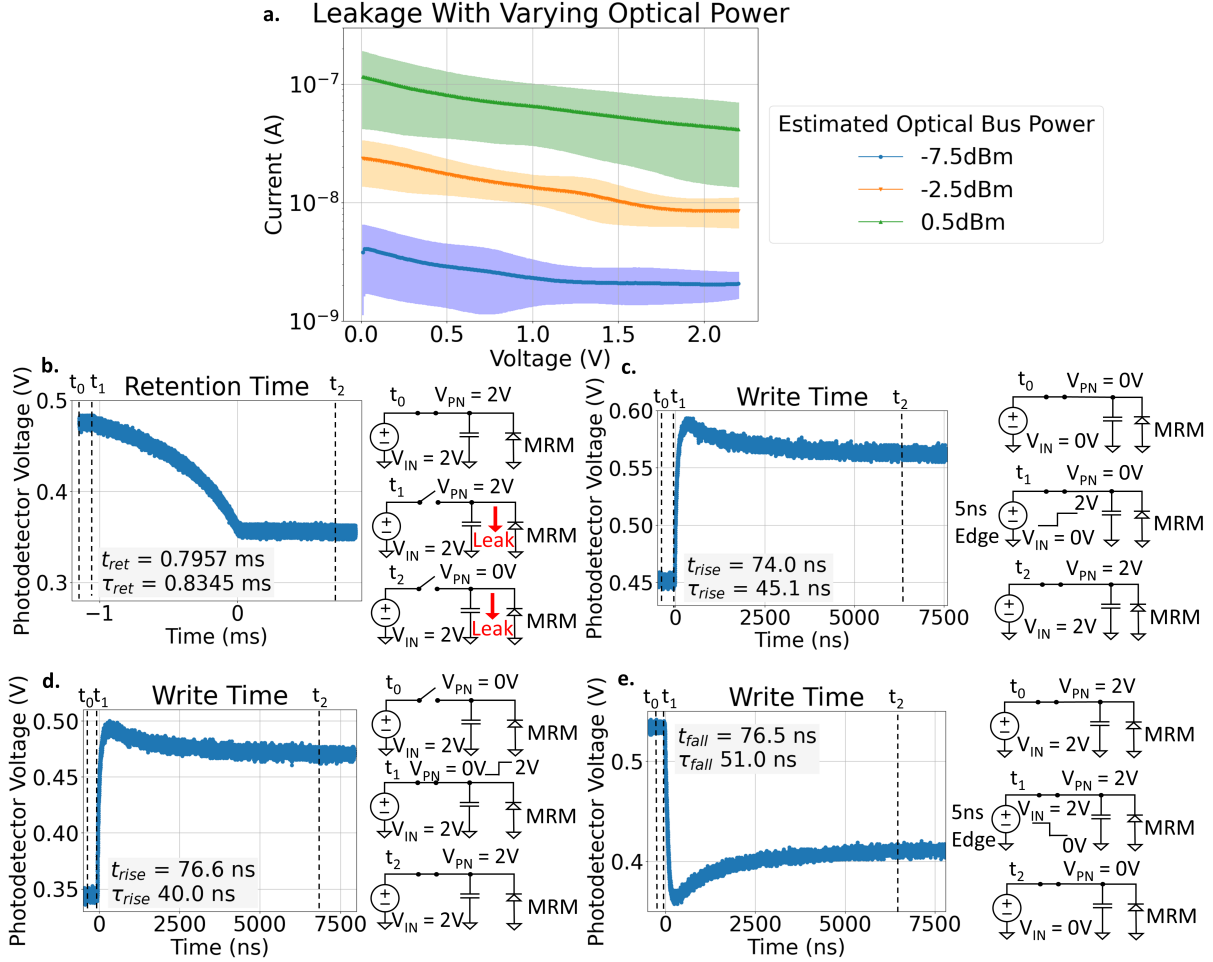 a. Leakage With Varying Optical Power
Current (A)
10⁻⁷
10⁻⁸
10⁻⁹
0.0 0.5 1.0 1.5 2.0
Voltage (V)
Estimated Optical Bus Power
-7.5dBm
-2.5dBm
0.5dBm
b.
t₀ t₁ Retention Time t₂
Photodetector Voltage (V)
0.5
0.4
0.3
t_ret = 0.7957 ms
τ_ret = 0.8345 ms
−1 0
Time (ms)
t₀ V_PN = 2V
V_IN = 2V
MRM
t₁ V_PN = 2V
Leak
V_IN = 2V
MRM
t₂ V_PN = 0V
Leak
V_IN = 2V
MRM
c.
t₀ t₁ Write Time t₂
Photodetector Voltage (V)
0.60
0.55
0.50
0.45
t_rise = 74.0 ns
τ_rise = 45.1 ns
0 2500 5000 7500
Time (ns)
t₀ V_PN = 0V
V_IN = 0V
MRM
t₁ V_PN = 0V
5ns
Edge
2V
V_IN = 0V
MRM
t₂ V_PN = 2V
V_IN = 2V
MRM
d.
t₀ t₁ Write Time t₂
Photodetector Voltage (V)
0.50
0.45
0.40
0.35
t_rise = 76.6 ns
τ_rise 40.0 ns
0 2500 5000 7500
Time (ns)
t₀ V_PN = 0V
V_IN = 2V
MRM
t₁ V_PN = 0V 2V
V_IN = 2V
MRM
t₂ V_PN = 2V
V_IN = 2V
MRM
e.
t₀ t₁ Write Time t₂
Photodetector Voltage (V)
0.5
0.4
t_fall = 76.5 ns
τ_fall 51.0 ns
0 2500 5000 7500
Time (ns)
t₀ V_PN = 2V
V_IN = 2V
MRM
t₁ V_PN = 2V
5ns
Edge
V_IN = 2V
0V
MRM
t₂ V_PN = 0V
V_IN = 0V
MRM